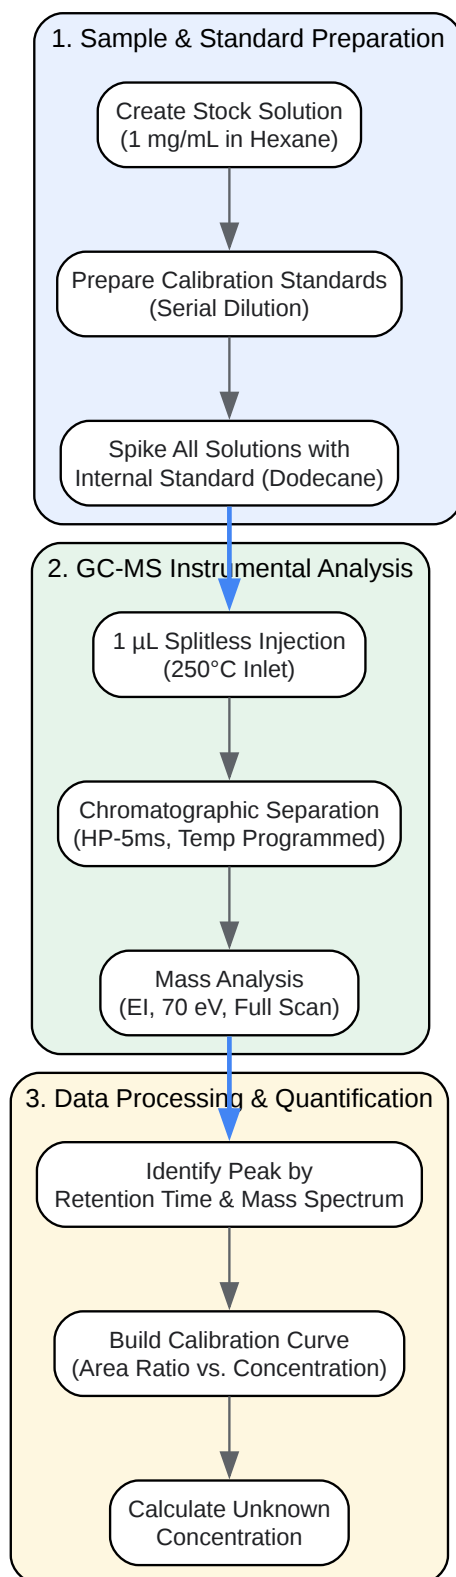 1. Sample & Standard Preparation
Create Stock Solution
(1 mg/mL in Hexane)
Prepare Calibration Standards
(Serial Dilution)
Spike All Solutions with
Internal Standard (Dodecane)
2. GC-MS Instrumental Analysis
1 µL Splitless Injection
(250°C Inlet)
Chromatographic Separation
(HP-5ms, Temp Programmed)
Mass Analysis
(EI, 70 eV, Full Scan)
3. Data Processing & Quantification
Identify Peak by
Retention Time & Mass Spectrum
Build Calibration Curve
(Area Ratio vs. Concentration)
Calculate Unknown
Concentration